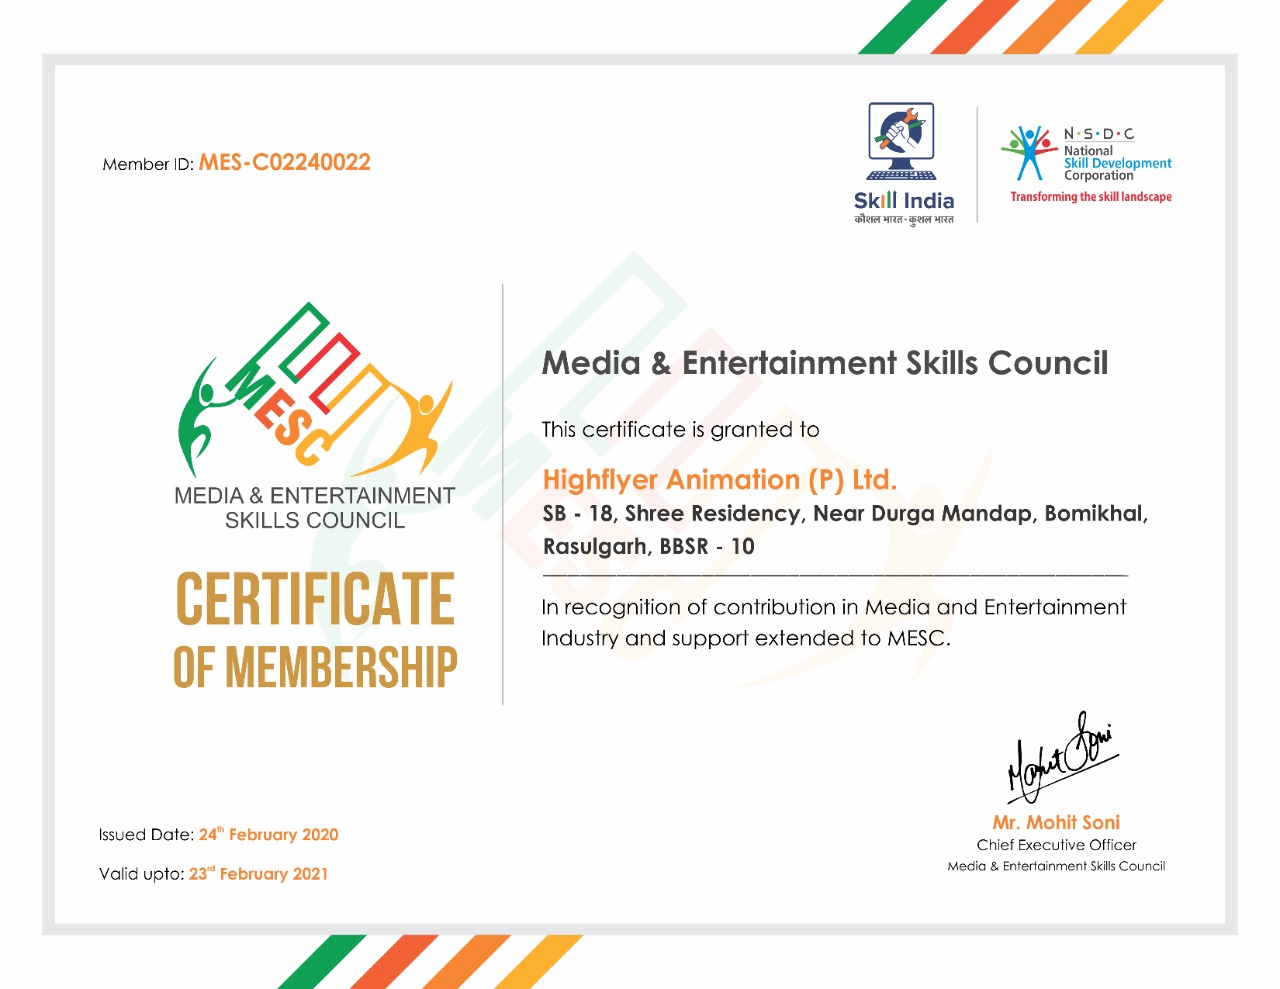 Member ID: MES-C02240022
Skill India
कौशल भारत - कुशल भारत
N·S·D·C
National
Skill Development
Corporation
Transforming the skill landscape
MESC
MEDIA & ENTERTAINMENT
SKILLS COUNCIL
CERTIFICATE
OF MEMBERSHIP
Media & Entertainment Skills Council
This certificate is granted to
Highflyer Animation (P) Ltd.
SB - 18, Shree Residency, Near Durga Mandap, Bomikhal,
Rasulgarh, BBSR - 10
In recognition of contribution in Media and Entertainment
Industry and support extended to MESC.
Mohit Soni
Mr. Mohit Soni
Chief Executive Officer
Media & Entertainment Skills Council
Issued Date: 24th February 2020
Valid upto: 23rd February 2021